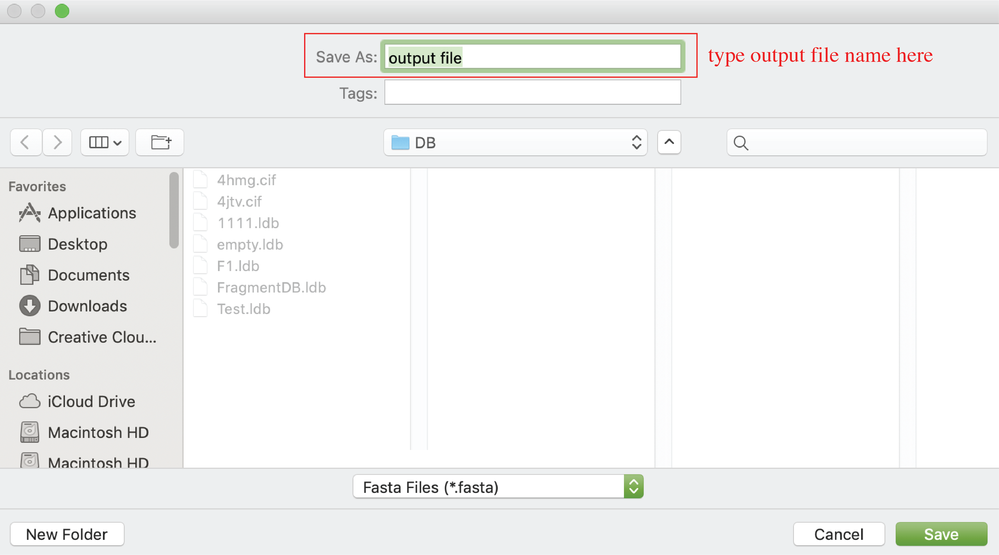 Save As: output file
type output file name here
Tags:
DB
Favorites
Applications
Desktop
Documents
Downloads
Creative Clou...
Locations
iCloud Drive
Macintosh HD
Macintosh HD
4hmg.cif
4jtv.cif
1111.ldb
empty.ldb
F1.ldb
FragmentDB.ldb
Test.ldb
Fasta Files (*.fasta)
New Folder
Cancel
Save